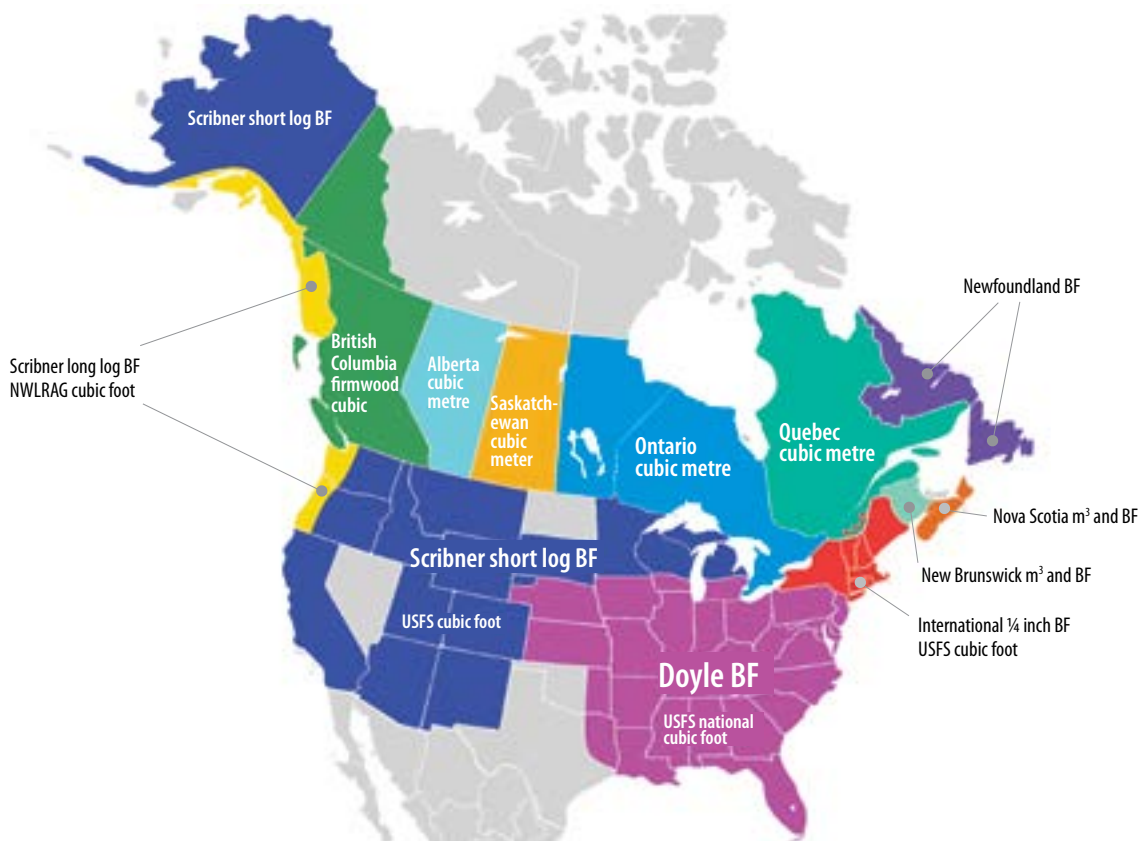 Scribner short log BF
Newfoundland BF
Scribner long log BF
NWLRAG cubic foot
British
Columbia
firmwood
cubic
Alberta
cubic
metre
Saskatch-
ewan
cubic
meter
Ontario
cubic metre
Quebec
cubic metre
Nova Scotia m³ and BF
New Brunswick m³ and BF
International ¼ inch BF
USFS cubic foot
Scribner short log BF
USFS cubic foot
Doyle BF
USFS national
cubic foot